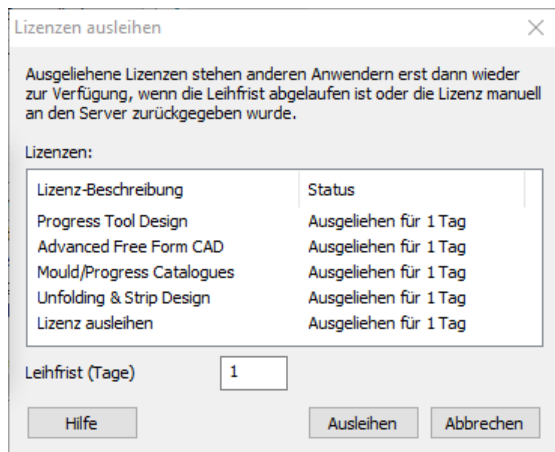 Lizenzen ausleihen
Ausgeliehene Lizenzen stehen anderen Anwendern erst dann wieder
zur Verfügung, wenn die Leihfrist abgelaufen ist oder die Lizenz manuell
an den Server zurückgegeben wurde.
Lizenzen:
Lizenz-Beschreibung Status
Progress Tool Design Ausgeliehen für 1 Tag
Advanced Free Form CAD Ausgeliehen für 1 Tag
Mould/Progress Catalogues Ausgeliehen für 1 Tag
Unfolding & Strip Design Ausgeliehen für 1 Tag
Lizenz ausleihen Ausgeliehen für 1 Tag
Leihfrist (Tage) 1
Hilfe Ausleihen Abbrechen